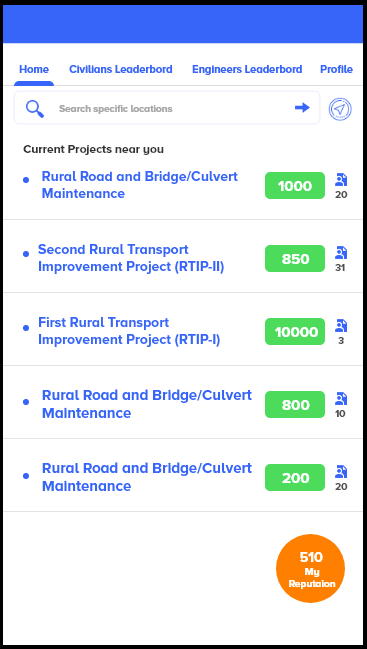 Home Civilians Leaderbord Engineers Leaderbord Profile
Search specific locations
Current Projects near you
Rural Road and Bridge/Culvert
Maintenance
1000
20
Second Rural Transport
Improvement Project (RTIP-II)
850
31
First Rural Transport
Improvement Project (RTIP-I)
10000
3
Rural Road and Bridge/Culvert
Maintenance
800
10
Rural Road and Bridge/Culvert
Maintenance
200
20
510
My
Reputaion